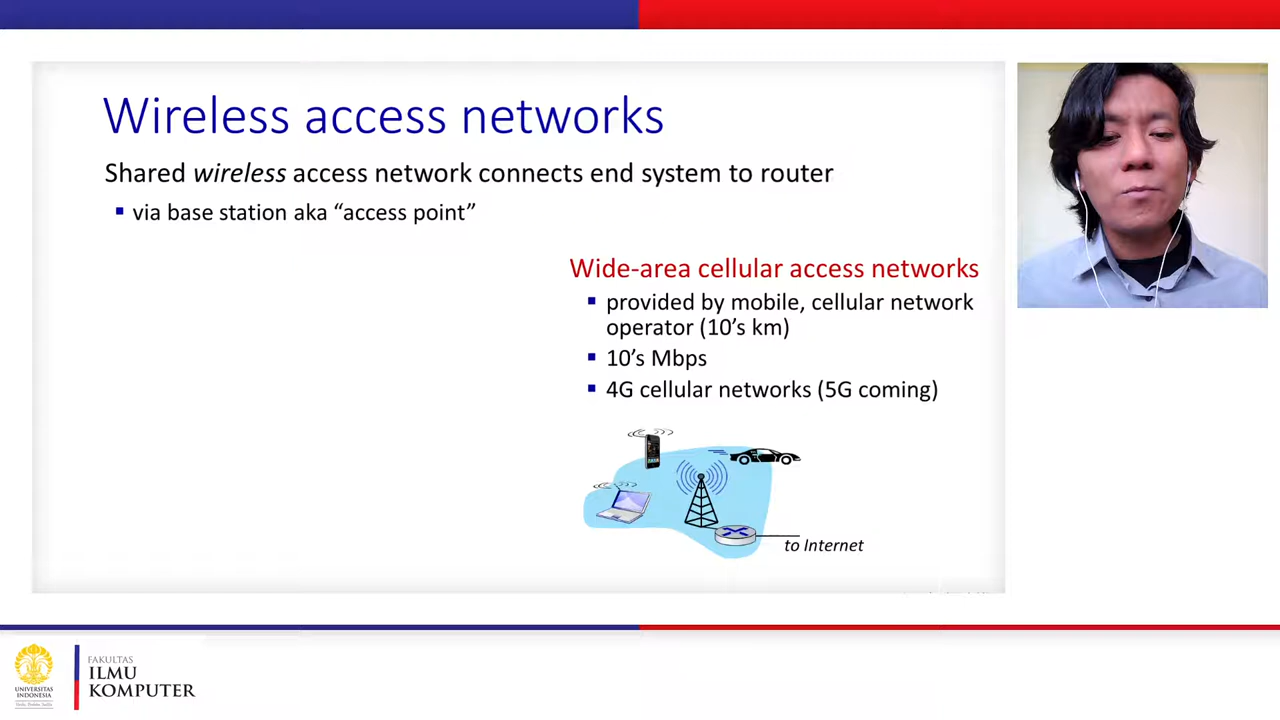 Wireless access networks
Shared wireless access network connects end system to router
▪ via base station aka “access point”
Wide-area cellular access networks
▪ provided by mobile, cellular network
operator (10’s km)
▪ 10’s Mbps
▪ 4G cellular networks (5G coming)
to Internet
UNIVERSITAS
INDONESIA
FAKULTAS
ILMU
KOMPUTER